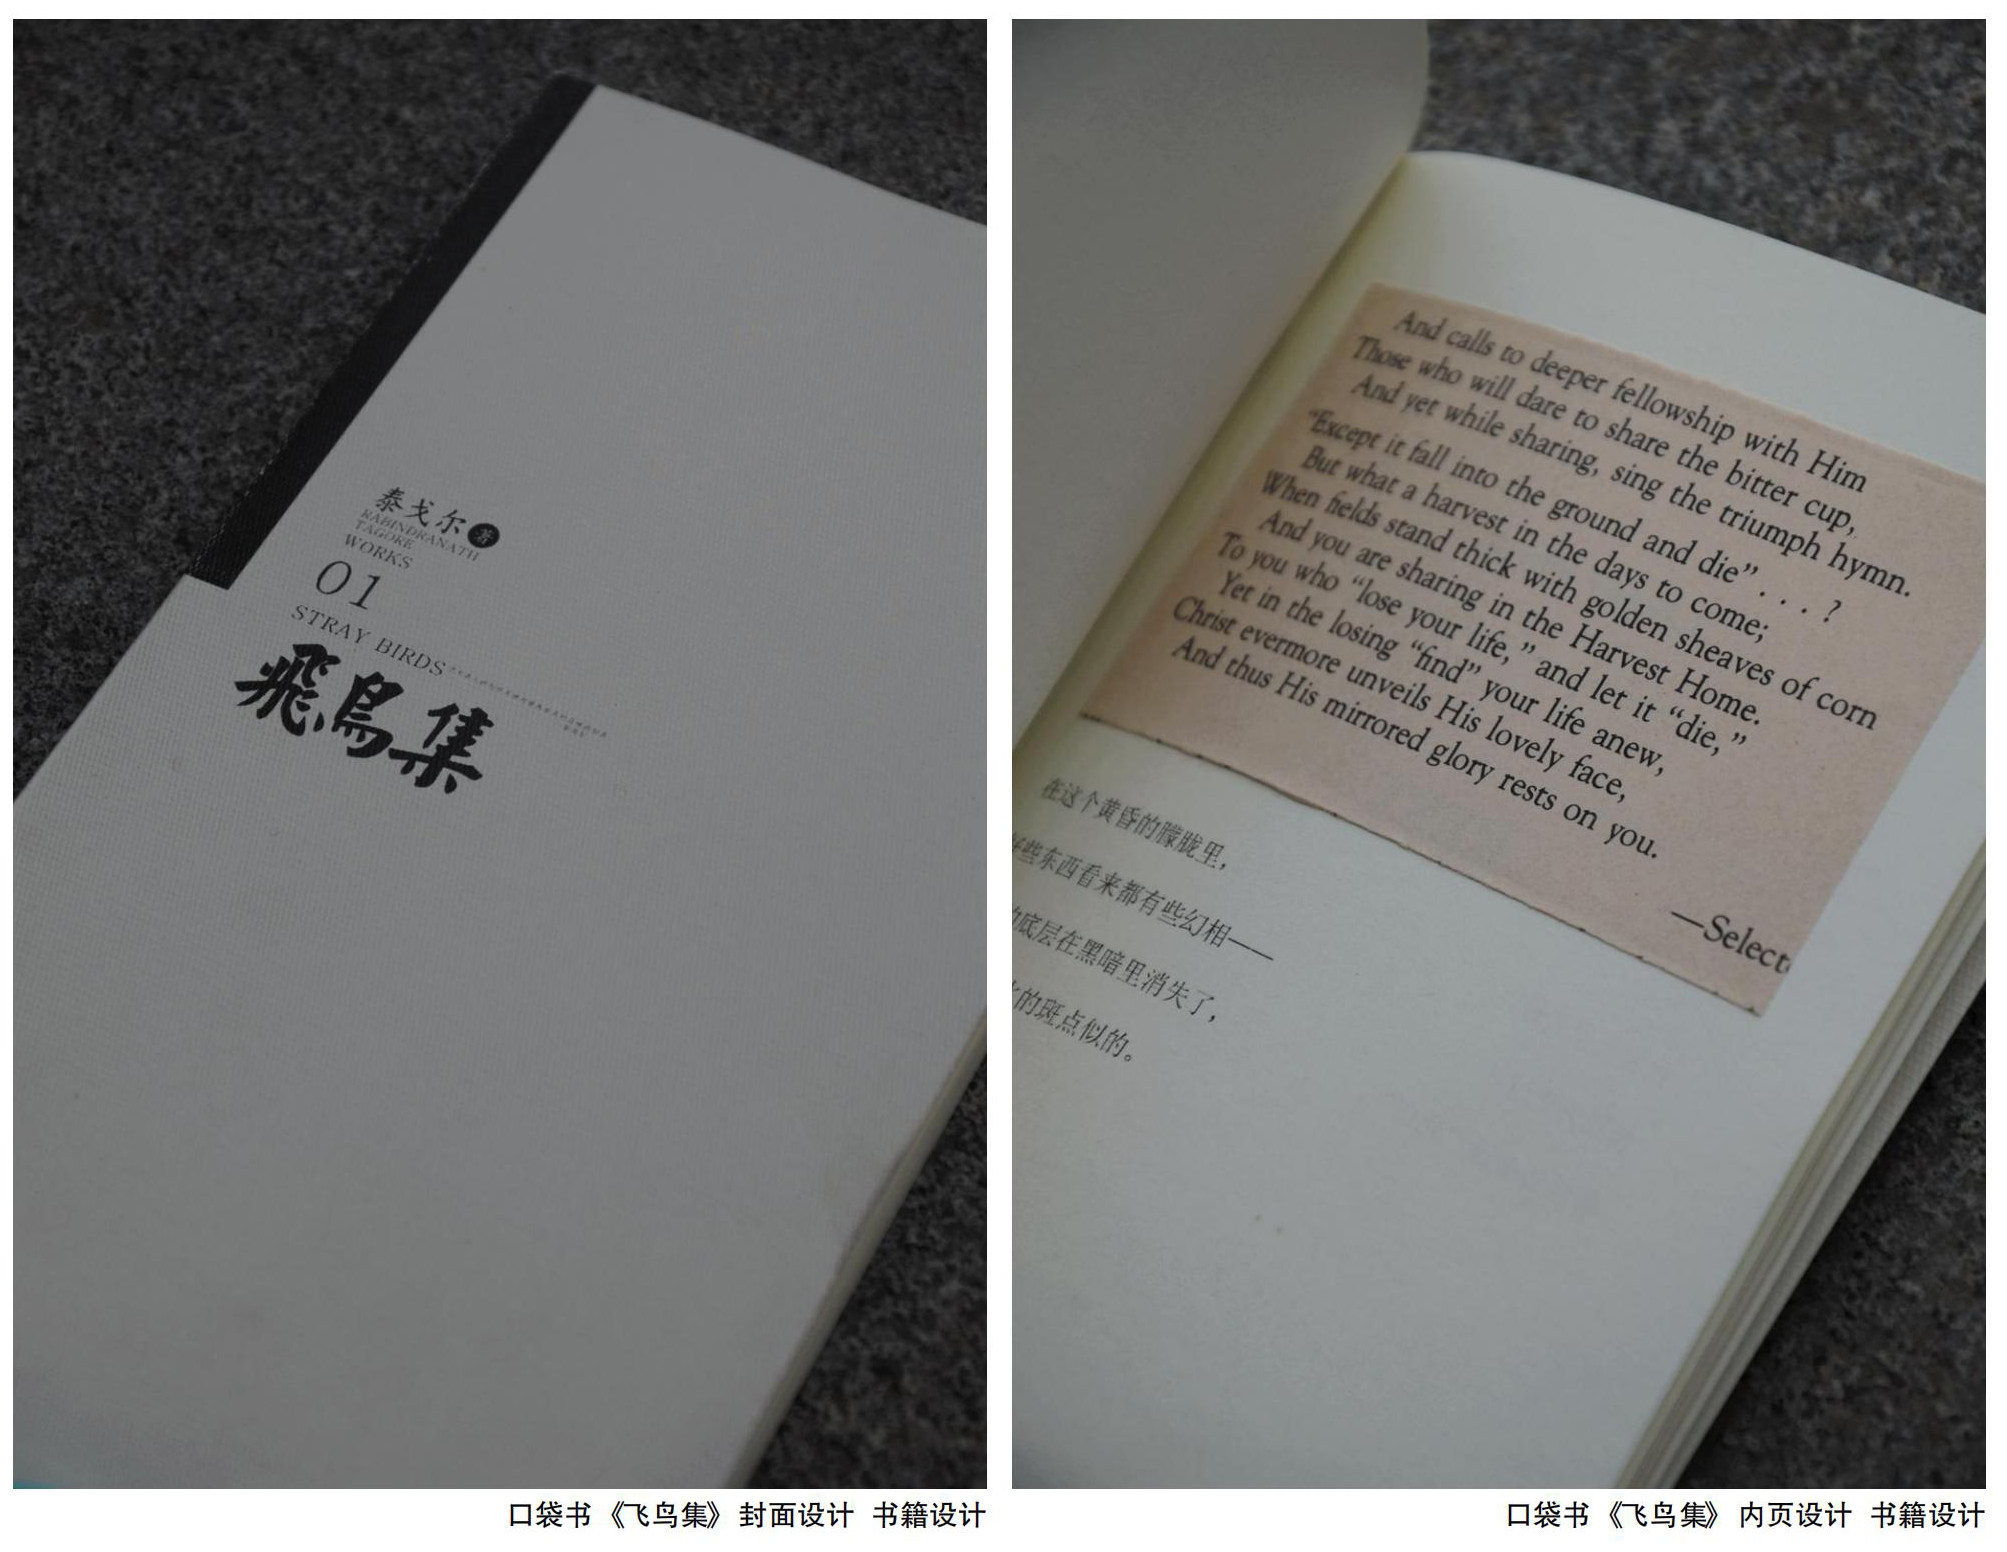 泰戈尔 著
RABINDRANATH
TAGORE
WORKS
01
STRAY BIRDS
飛鳥集
口袋书《飞鸟集》封面设计 书籍设计
And calls to deeper fellowship with Him
Those who will dare to share the bitter cup,
And yet while sharing, sing the triumph hymn.
“Except it fall into the ground and die” . . . ?
But what a harvest in the days to come;
When fields stand thick with golden sheaves of corn
And you are sharing in the Harvest Home.
To you who “lose your life,” and let it “die,”
Yet in the losing “find” your life anew,
Christ evermore unveils His lovely face,
And thus His mirrored glory rests on you.
—Select
在这个黄昏的朦胧里，
些东西看来都有些幻相——
的底层在黑暗里消失了，
的斑点似的。
口袋书《飞鸟集》内页设计 书籍设计